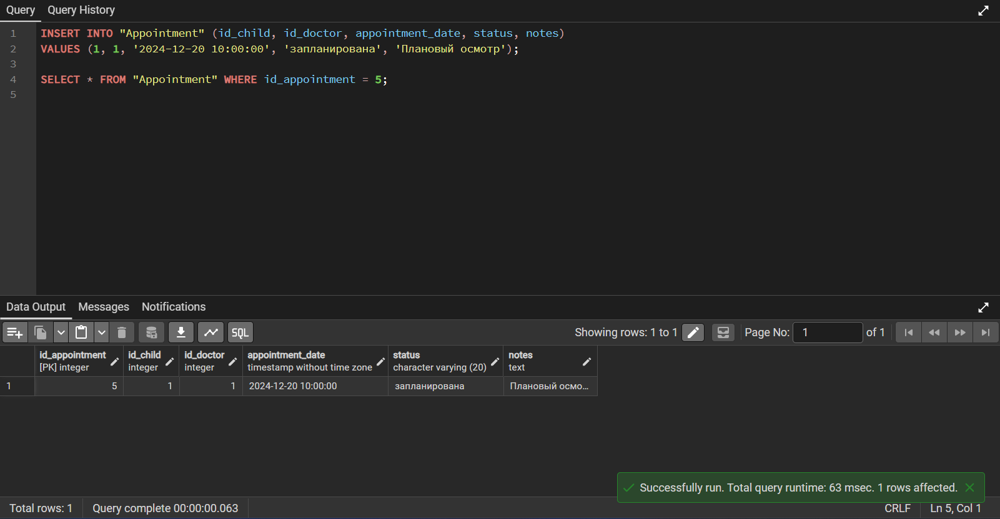 Query Query History
1 INSERT INTO "Appointment" (id_child, id_doctor, appointment_date, status, notes)
2 VALUES (1, 1, '2024-12-20 10:00:00', 'запланирована', 'Плановый осмотр');
3
4 SELECT * FROM "Appointment" WHERE id_appointment = 5;
5
Data Output Messages Notifications
SQL Showing rows: 1 to 1 Page No: 1 of 1
id_appointment id_child id_doctor appointment_date status notes
[PK] integer integer integer timestamp without time zone character varying (20) text
1 5 1 1 2024-12-20 10:00:00 запланирована Плановый осмо...
Successfully run. Total query runtime: 63 msec. 1 rows affected.
Total rows: 1 Query complete 00:00:00.063 CRLF Ln 5, Col 1